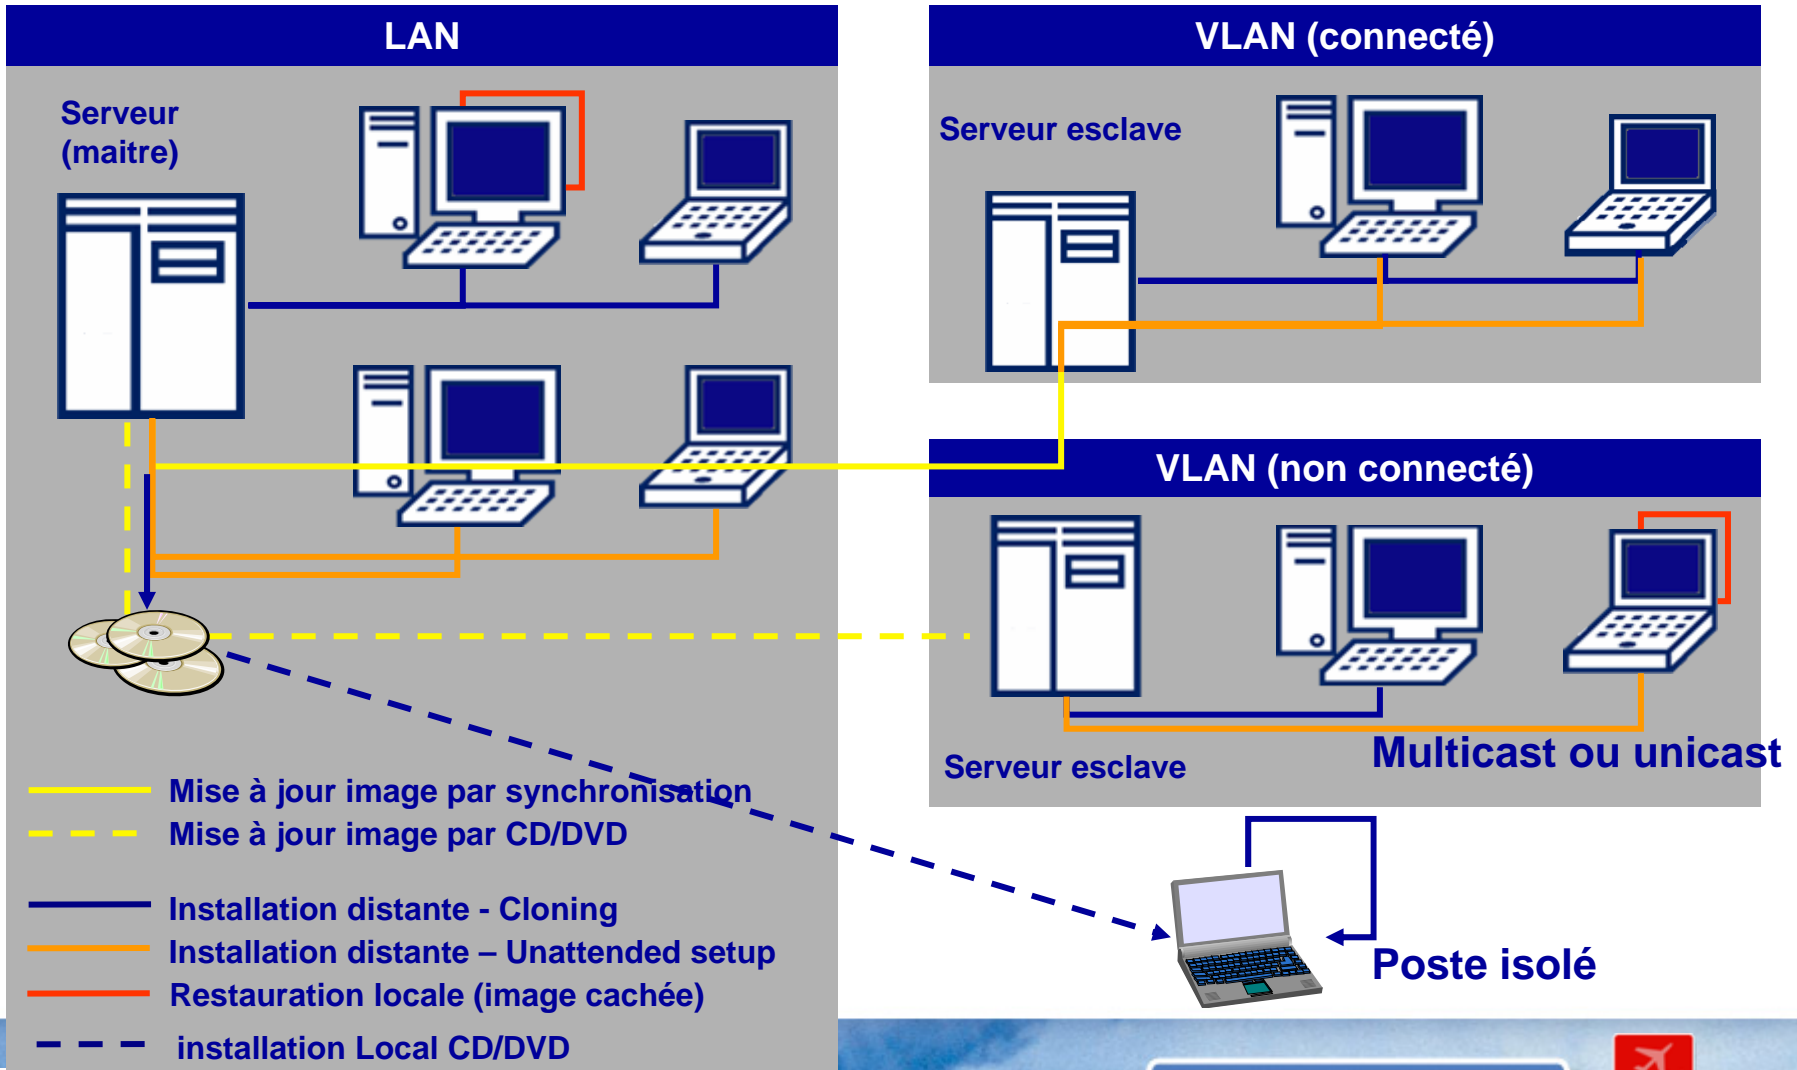 LAN
Serveur
(maitre)
VLAN (connecté)
Serveur esclave
VLAN (non connecté)
Serveur esclave
Multicast ou unicast
Mise à jour image par synchronisation
Mise à jour image par CD/DVD
Installation distante - Cloning
Installation distante – Unattended setup
Restauration locale (image cachée)
installation Local CD/DVD
Poste isolé